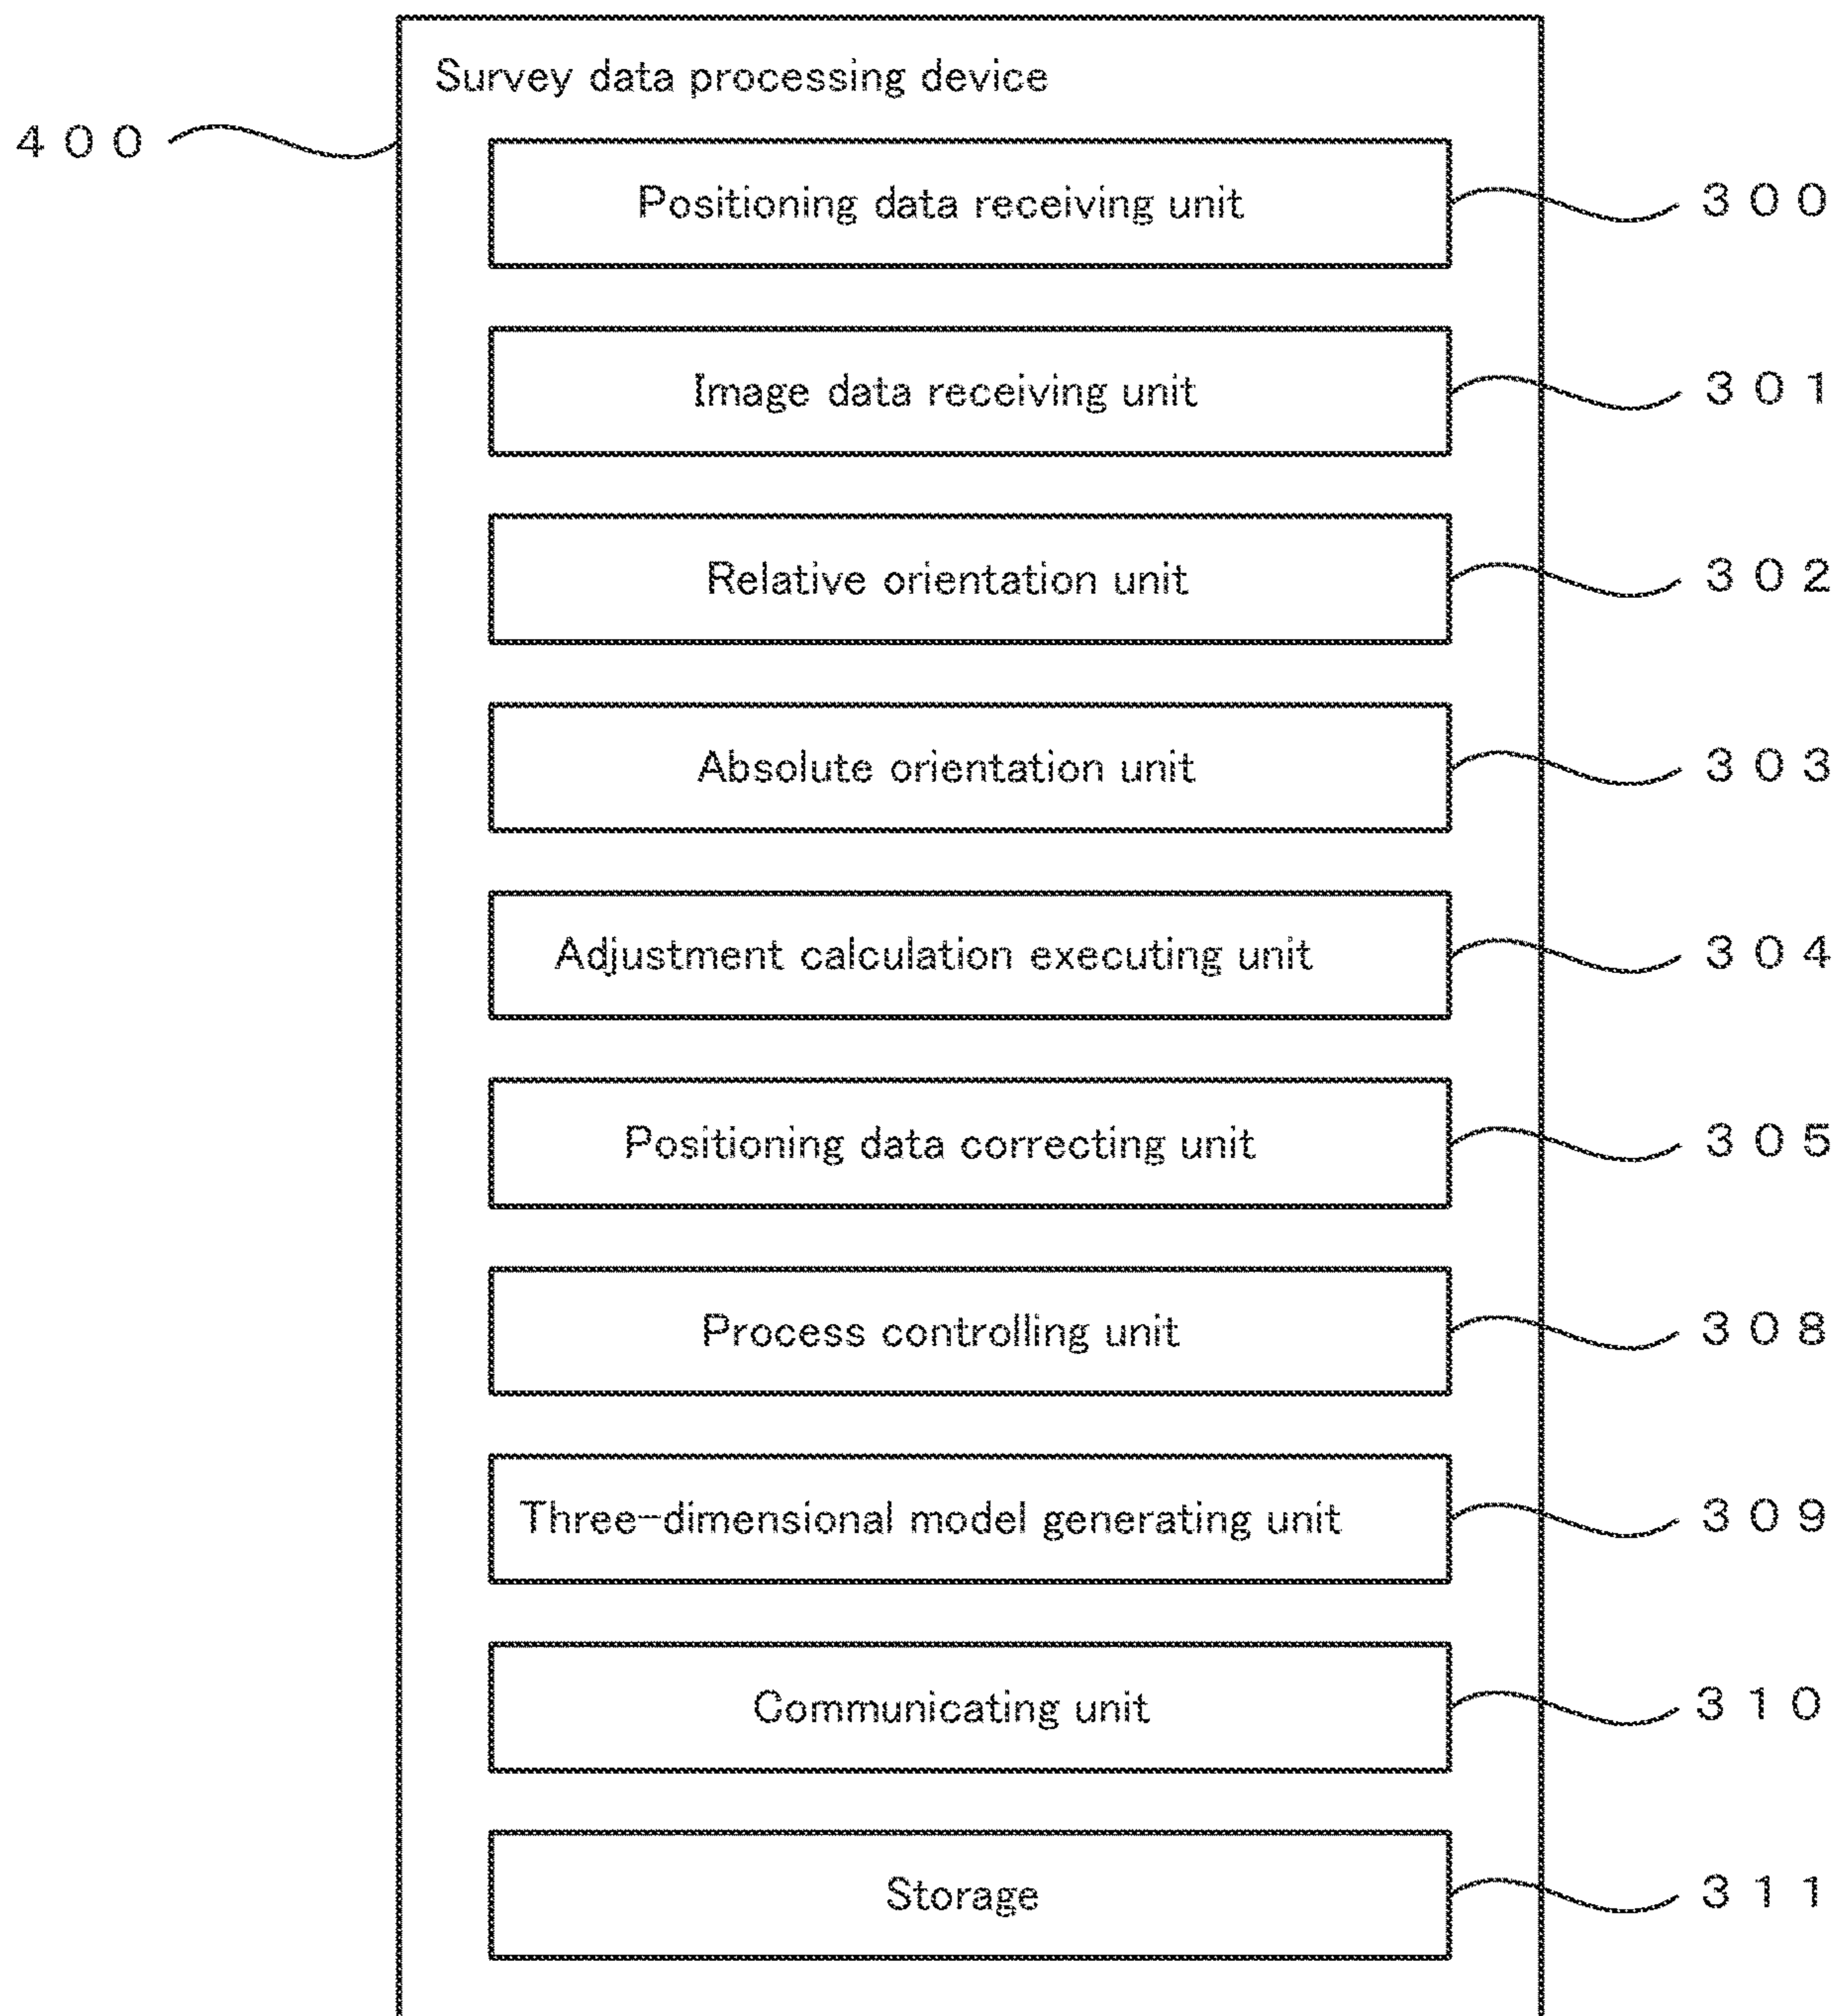 Survey data processing device
400
Positioning data receiving unit
300
Image data receiving unit
301
Relative orientation unit
302
Absolute orientation unit
303
Adjustment calculation executing unit
304
Positioning data correcting unit
305
Process controlling unit
308
Three-dimensional model generating unit
309
Communicating unit
310
Storage
311